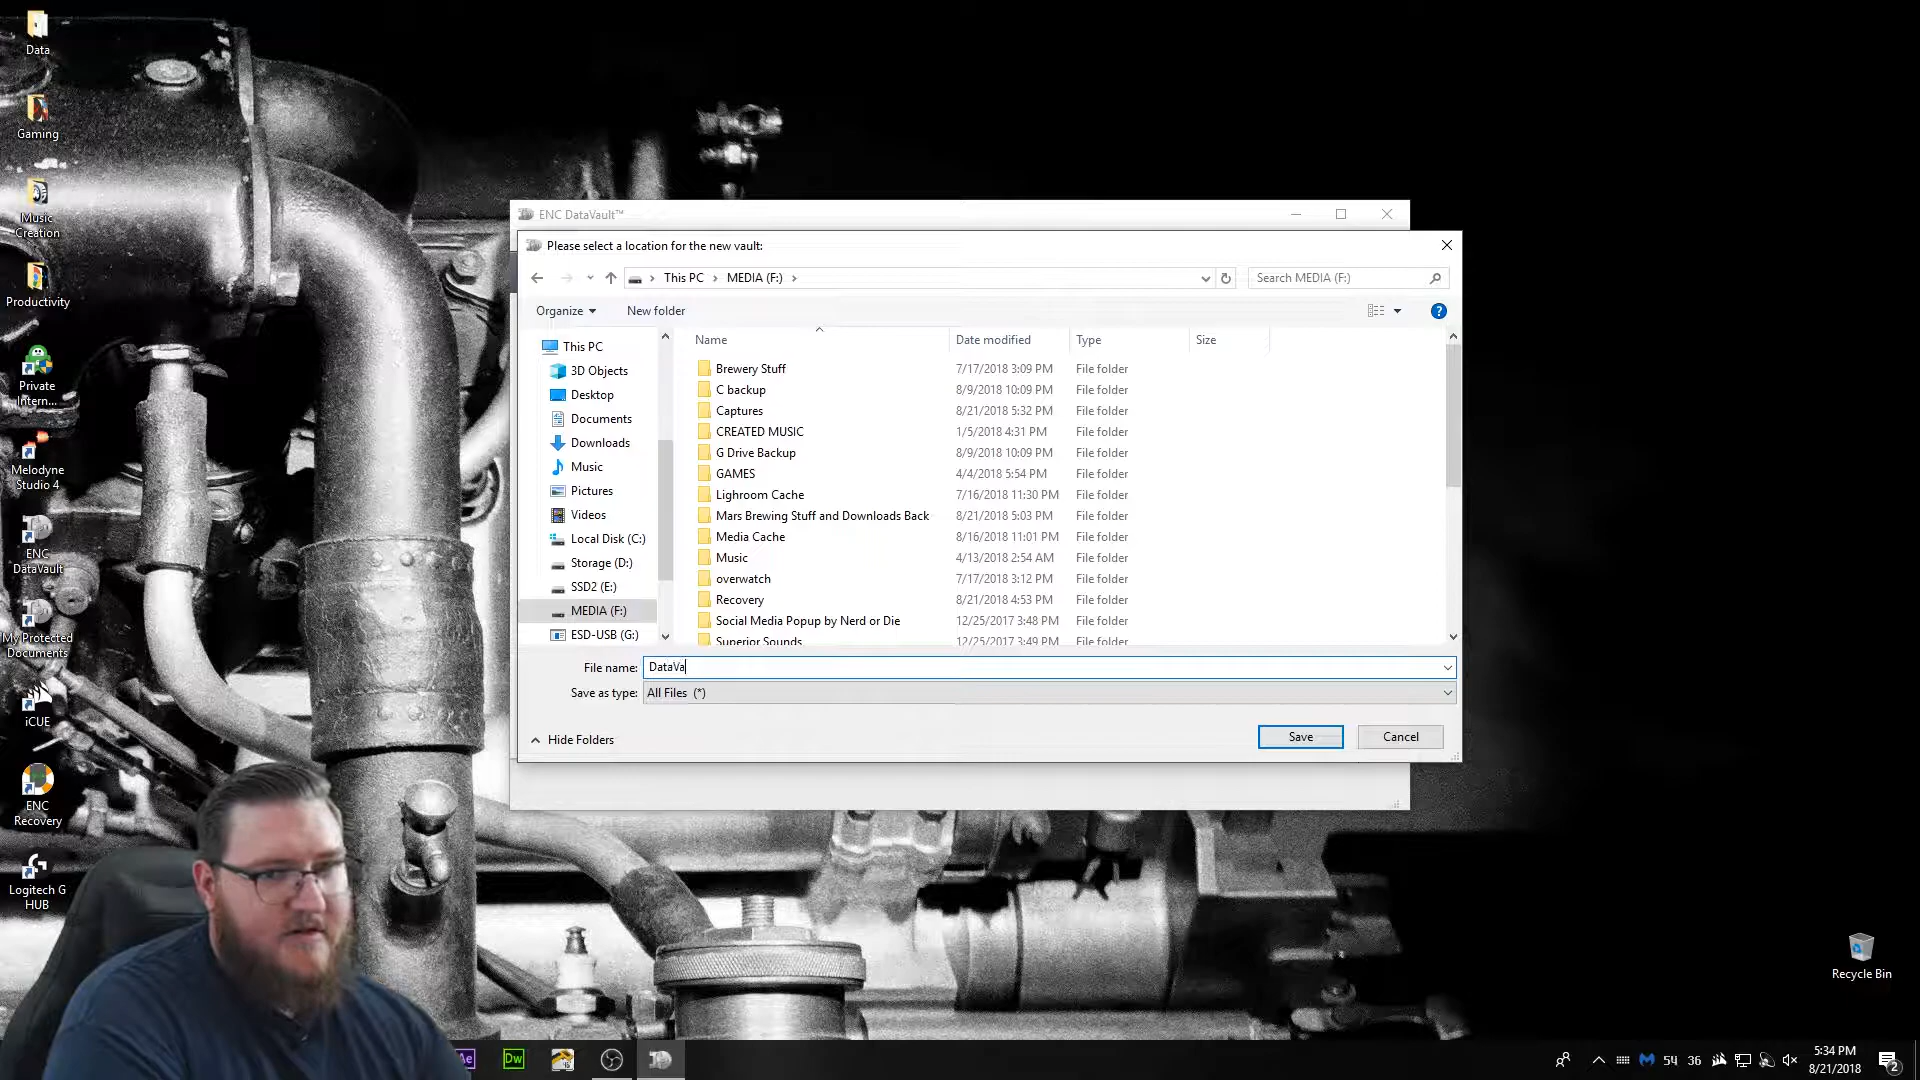 Data
Gaming
Music
Creation
Productivity
Private
Intern...
Melodyne
Studio 4
ENC
DataVault
My Protected
Documents
iCUE
ENC
Recovery
Logitech G
HUB
ENC DataVault™
Please select a location for the new vault:
This PC
MEDIA (F:)
Search MEDIA (F:)
Organize
New folder
This PC
3D Objects
Desktop
Documents
Downloads
Music
Pictures
Videos
Local Disk (C:)
Storage (D:)
SSD2 (E:)
MEDIA (F:)
ESD-USB (G:)
Name Date modified Type Size
Brewery Stuff 7/17/2018 3:09 PM File folder
C backup 8/9/2018 10:09 PM File folder
Captures 8/21/2018 5:32 PM File folder
CREATED MUSIC 1/5/2018 4:31 PM File folder
G Drive Backup 8/9/2018 10:09 PM File folder
GAMES 4/4/2018 5:54 PM File folder
Lighroom Cache 7/16/2018 11:30 PM File folder
Mars Brewing Stuff and Downloads Back 8/21/2018 5:03 PM File folder
Media Cache 8/16/2018 11:01 PM File folder
Music 4/13/2018 2:54 AM File folder
overwatch 7/17/2018 3:12 PM File folder
Recovery 8/21/2018 4:53 PM File folder
Social Media Popup by Nerd or Die 12/25/2017 3:48 PM File folder
Superior Sounds 12/25/2017 3:49 PM File folder
File name: DataVa
Save as type: All Files (*)
Hide Folders
Save
Cancel
Recycle Bin
Ae
Dw
54
36
5:34 PM
8/21/2018
2